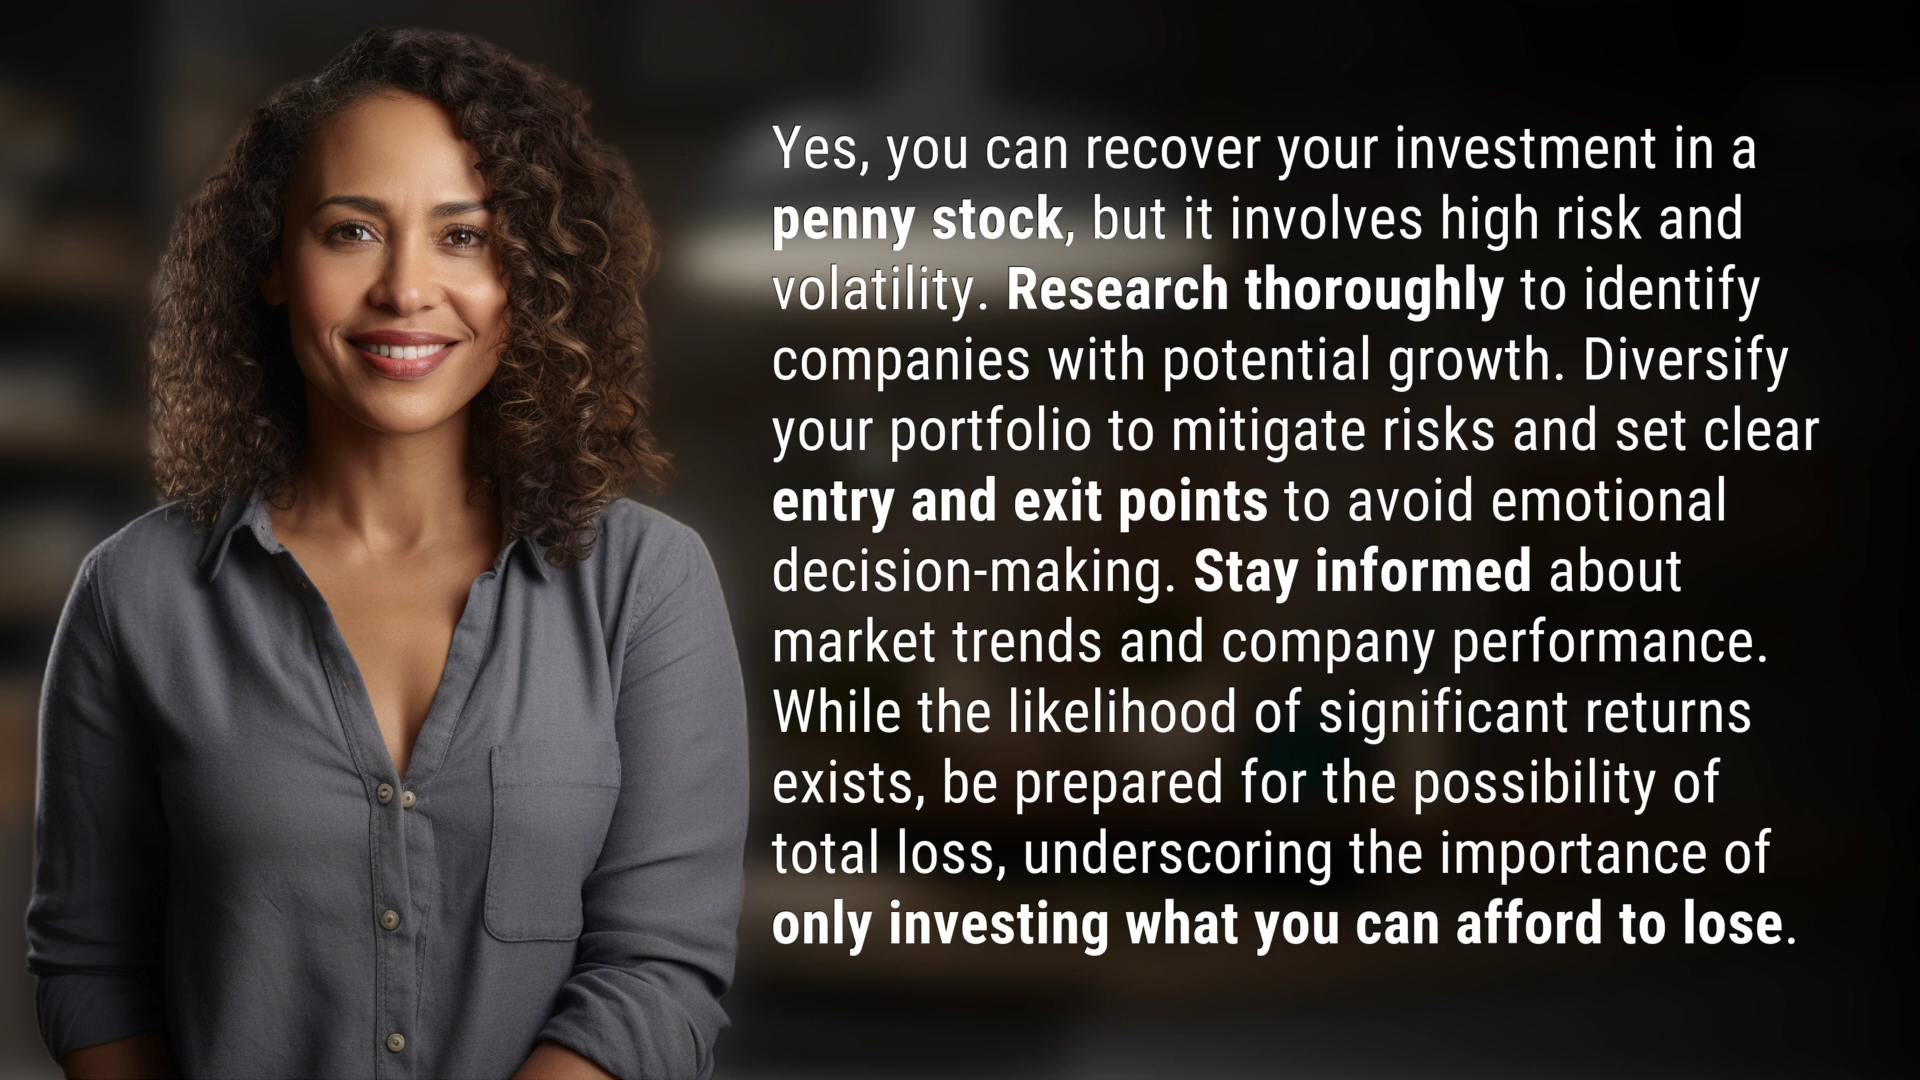 Yes, you can recover your investment in a
penny stock, but it involves high risk and
volatility. Research thoroughly to identify
companies with potential growth. Diversify
your portfolio to mitigate risks and set clear
entry and exit points to avoid emotional
decision-making. Stay informed about
market trends and company performance.
While the likelihood of significant returns
exists, be prepared for the possibility of
total loss, underscoring the importance of
only investing what you can afford to lose.